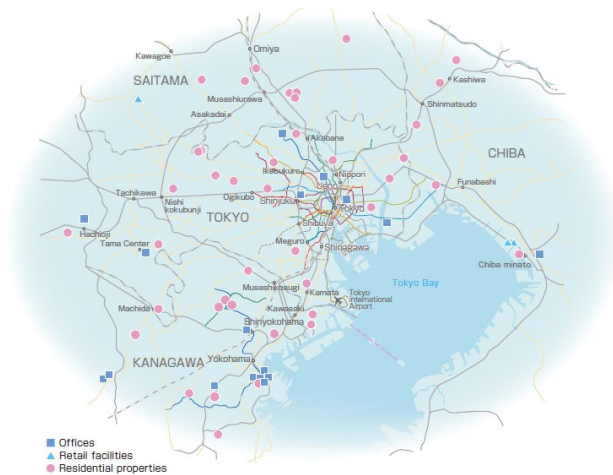 Omiya
Kawagoe
SAITAMA
Kashiwa
Musashiurawa
Shinmatsudo
Asakadai
Akabane
CHIBA
Ikebukuro
Nippori
Ueno
Funabashi
Tachikawa
Nishi
kokubunji
Ogikubo
Shinjuku
Tokyo
TOKYO
Shibuya
Hachioji
Tama Center
Meguro
Shinagawa
Chiba minato
Tokyo Bay
Musashikosugi
Kamata
Tokyo
International
Airport
Machida
Kawasaki
Shinyokohama
KANAGAWA
Yokohama
Offices
Retail facilities
Residential properties